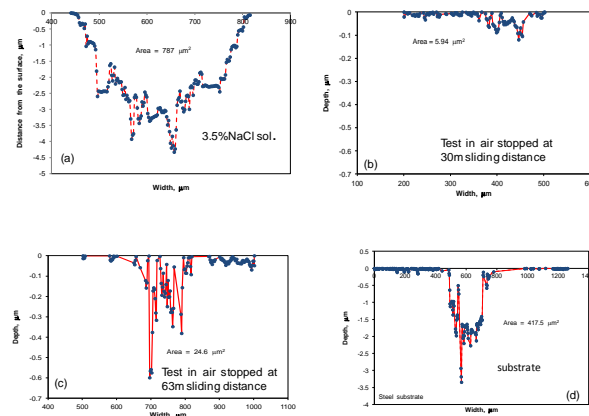 400 600 800
0
-0.5
-1
-1.5
-2
-2.5
-3
-3.5
-4
-4.5
-5
Distance from the surface, µm
Area = 787 µm²
3.5%NaCl sol.
(a)
Width, µm
0
-0.1
-0.2
-0.3
-0.4
-0.5
-0.6
-0.7
Depth, µm
Area = 5.94 µm²
Test in air stopped at
30m sliding distance
(b)
100 200 300 400 500
Width, µm
0
-0.1
-0.2
-0.3
-0.4
-0.5
-0.6
-0.7
Depth, µm
Area = 24.6 µm²
Test in air stopped at
63m sliding distance
(c)
400 500 600 700 800 900 1000 1100
Width, µm
0 200 400 600 800 1000 1200
0.5
0
-0.5
-1
-1.5
-2
-2.5
-3
-3.5
Depth, µm
Area = 417.5 µm²
substrate
Steel substrate
(d)
Width, µm